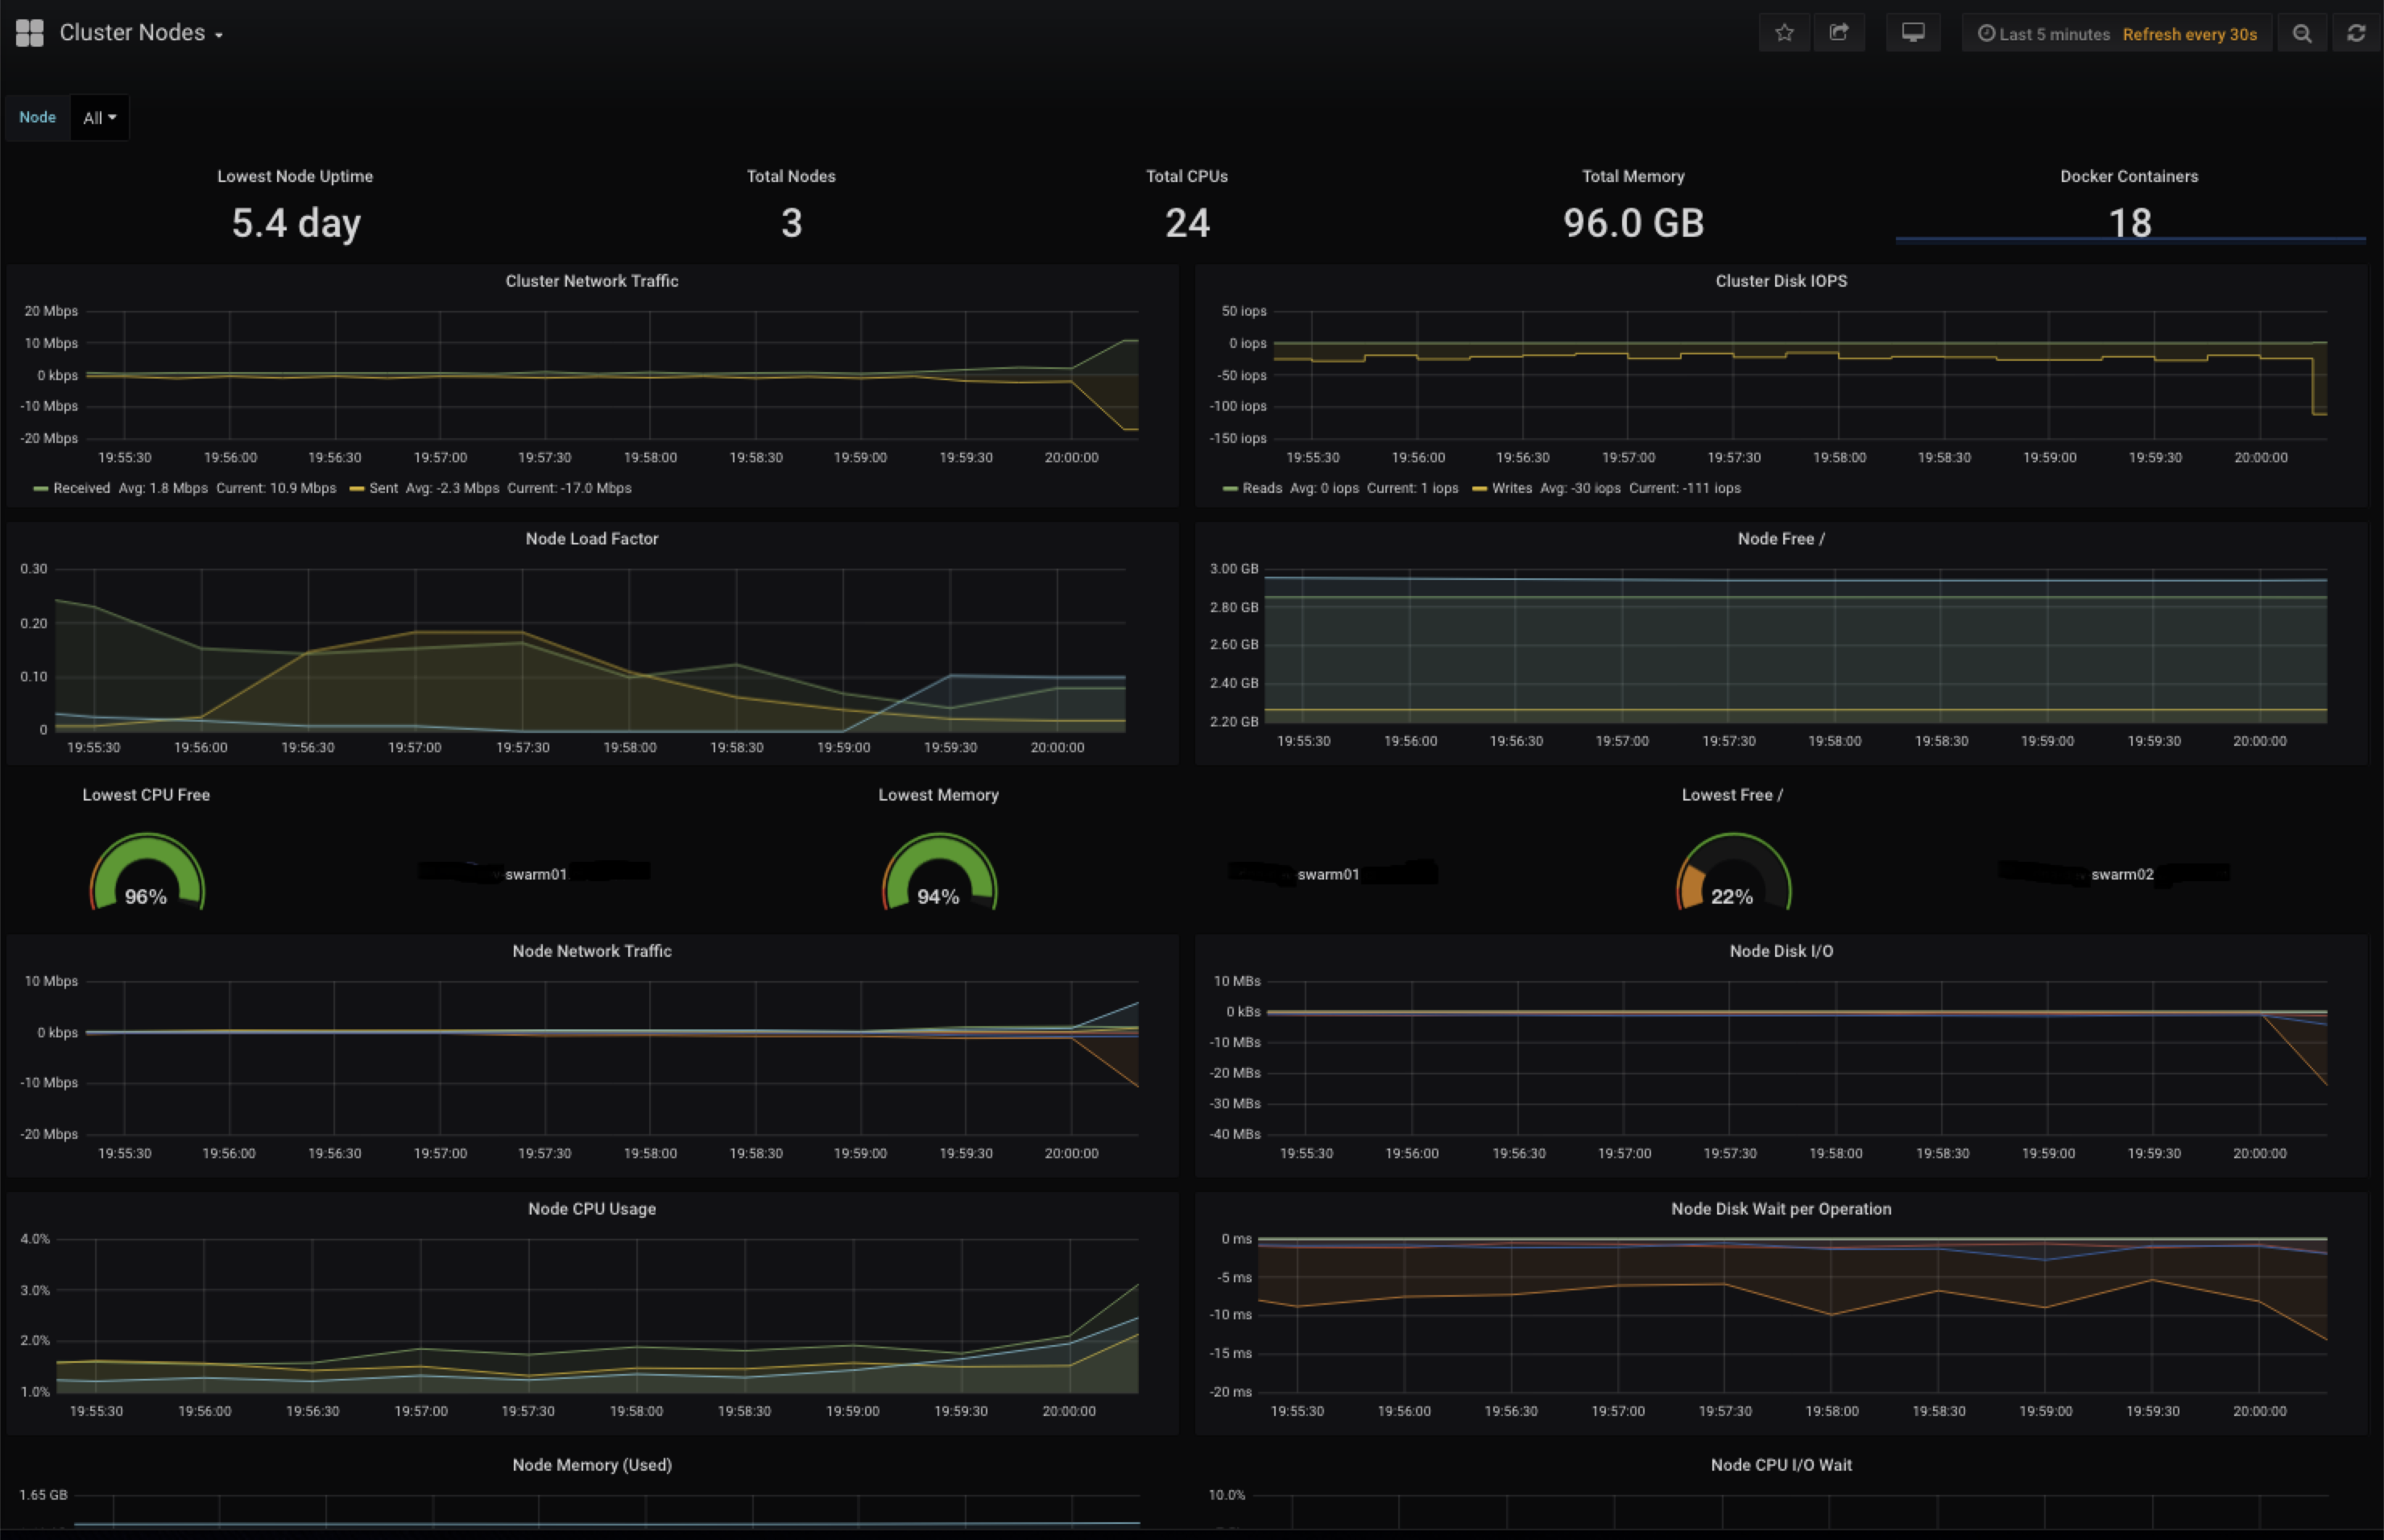 Cluster Nodes
Last 5 minutes Refresh every 30s
Node All
Lowest Node Uptime
5.4 day
Total Nodes
3
Total CPUs
24
Total Memory
96.0 GB
Docker Containers
18
Cluster Network Traffic
20 Mbps
10 Mbps
0 kbps
-10 Mbps
-20 Mbps
19:55:30 19:56:00 19:56:30 19:57:00 19:57:30 19:58:00 19:58:30 19:59:00 19:59:30 20:00:00
Received Avg: 1.8 Mbps Current: 10.9 Mbps Sent Avg: -2.3 Mbps Current: -17.0 Mbps
Cluster Disk IOPS
50 iops
0 iops
-50 iops
-100 iops
-150 iops
19:55:30 19:56:00 19:56:30 19:57:00 19:57:30 19:58:00 19:58:30 19:59:00 19:59:30 20:00:00
Reads Avg: 0 iops Current: 1 iops Writes Avg: -30 iops Current: -111 iops
Node Load Factor
0.30
0.20
0.10
0
19:55:30 19:56:00 19:56:30 19:57:00 19:57:30 19:58:00 19:58:30 19:59:00 19:59:30 20:00:00
Node Free /
3.00 GB
2.80 GB
2.60 GB
2.40 GB
2.20 GB
19:55:30 19:56:00 19:56:30 19:57:00 19:57:30 19:58:00 19:58:30 19:59:00 19:59:30 20:00:00
Lowest CPU Free
96%
-swarm01
Lowest Memory
94%
-swarm01
Lowest Free /
22%
-swarm02
Node Network Traffic
10 Mbps
0 kbps
-10 Mbps
-20 Mbps
19:55:30 19:56:00 19:56:30 19:57:00 19:57:30 19:58:00 19:58:30 19:59:00 19:59:30 20:00:00
Node Disk I/O
10 MBs
0 kBs
-10 MBs
-20 MBs
-30 MBs
-40 MBs
19:55:30 19:56:00 19:56:30 19:57:00 19:57:30 19:58:00 19:58:30 19:59:00 19:59:30 20:00:00
Node CPU Usage
4.0%
3.0%
2.0%
1.0%
19:55:30 19:56:00 19:56:30 19:57:00 19:57:30 19:58:00 19:58:30 19:59:00 19:59:30 20:00:00
Node Disk Wait per Operation
0 ms
-5 ms
-10 ms
-15 ms
-20 ms
19:55:30 19:56:00 19:56:30 19:57:00 19:57:30 19:58:00 19:58:30 19:59:00 19:59:30 20:00:00
Node Memory (Used)
1.65 GB
Node CPU I/O Wait
10.0%